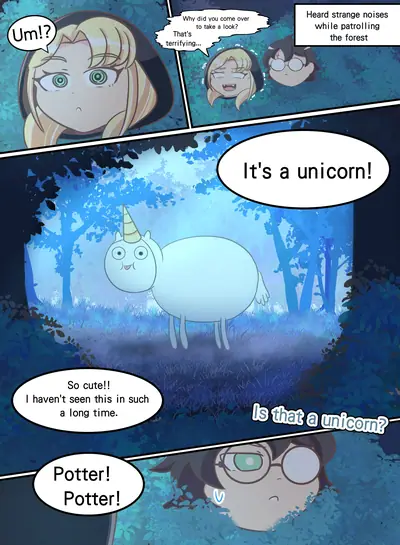 Um!?
Why did you come over
to take a look?
That's
terrifying...
Heard strange noises
while patrolling
the forest
It's a unicorn!
So cute!!
I haven't seen this in such
a long time.
Is that a unicorn?
Potter!
Potter!